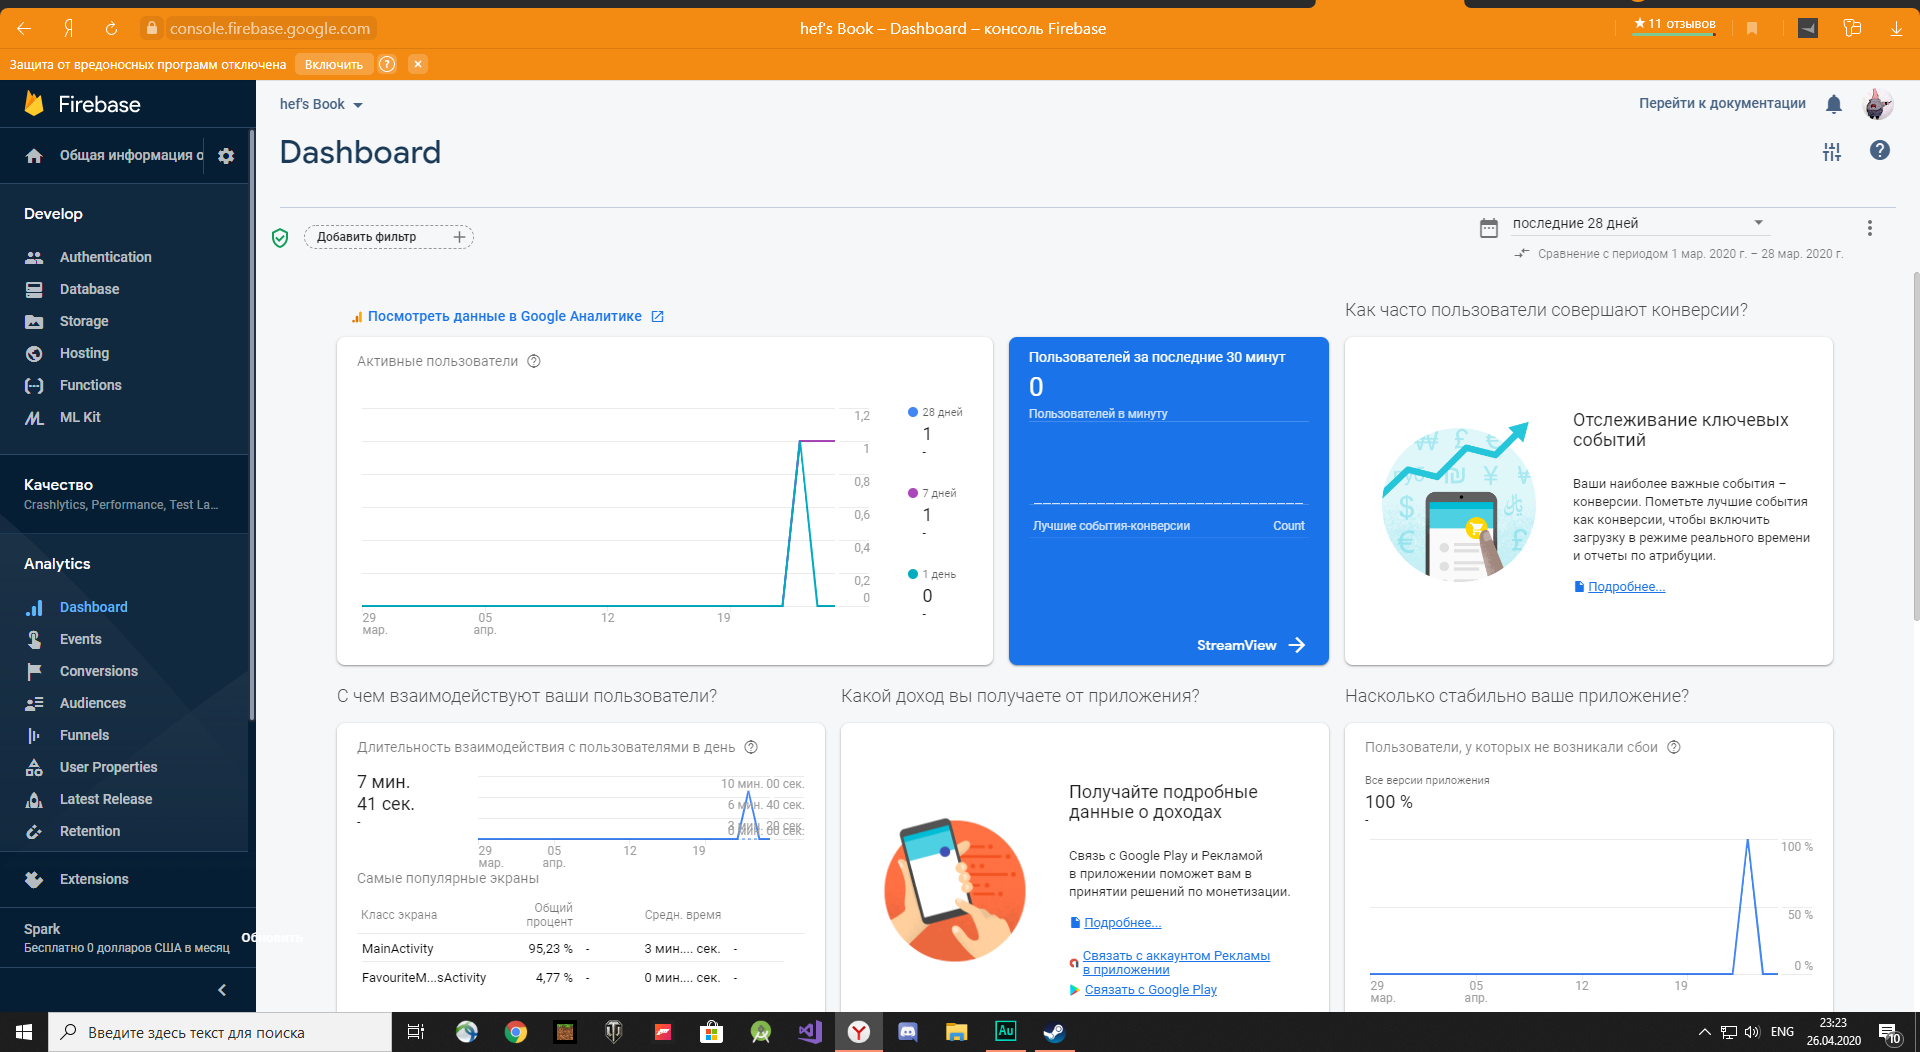 console.firebase.google.com
hef's Book – Dashboard – консоль Firebase
★11 отзывов
Защита от вредоносных программ отключена
Включить
?
×
Firebase
Общая информация о
Develop
Authentication
Database
Storage
Hosting
Functions
ML Kit
Качество
Crashlytics, Performance, Test La...
Analytics
Dashboard
Events
Conversions
Audiences
Funnels
User Properties
Latest Release
Retention
Extensions
Spark
Бесплатно 0 долларов США в месяц
Обновить
hef's Book
Перейти к документации
Dashboard
Добавить фильтр
последние 28 дней
Сравнение с периодом 1 мар. 2020 г. – 28 мар. 2020 г.
Посмотреть данные в Google Аналитике
Активные пользователи
1,2
1
0,8
0,6
0,4
0,2
0
29 мар.
05 апр.
12
19
28 дней
1
-
7 дней
1
-
1 день
0
-
Пользователей за последние 30 минут
0
Пользователей в минуту
Лучшие события-конверсии Count
StreamView
Как часто пользователи совершают конверсии?
Отслеживание ключевых
событий
Ваши наиболее важные события –
конверсии. Пометьте лучшие события
как конверсии, чтобы включить
загрузку в режиме реального времени
и отчеты по атрибуции.
Подробнее...
С чем взаимодействуют ваши пользователи?
Длительность взаимодействия с пользователями в день
7 мин.
41 сек.
-
10 мин. 00 сек.
6 мин. 40 сек.
3 мин. 20 сек.
0 мин. 00 сек.
29 мар.
05 апр.
12
19
Самые популярные экраны
Класс экрана Общий процент Средн. время
MainActivity 95,23 % - 3 мин.... сек. -
FavouriteM...sActivity 4,77 % - 0 мин.... сек. -
Какой доход вы получаете от приложения?
Получайте подробные
данные о доходах
Связь с Google Play и Рекламой
в приложении поможет вам в
принятии решений по монетизации.
Подробнее...
Связать с аккаунтом Рекламы
в приложении
Связать с Google Play
Насколько стабильно ваше приложение?
Пользователи, у которых не возникали сбои
Все версии приложения
100 %
-
100 %
50 %
0 %
29 мар.
05 апр.
12
19
Введите здесь текст для поиска
Au
ENG
23:23
26.04.2020
10